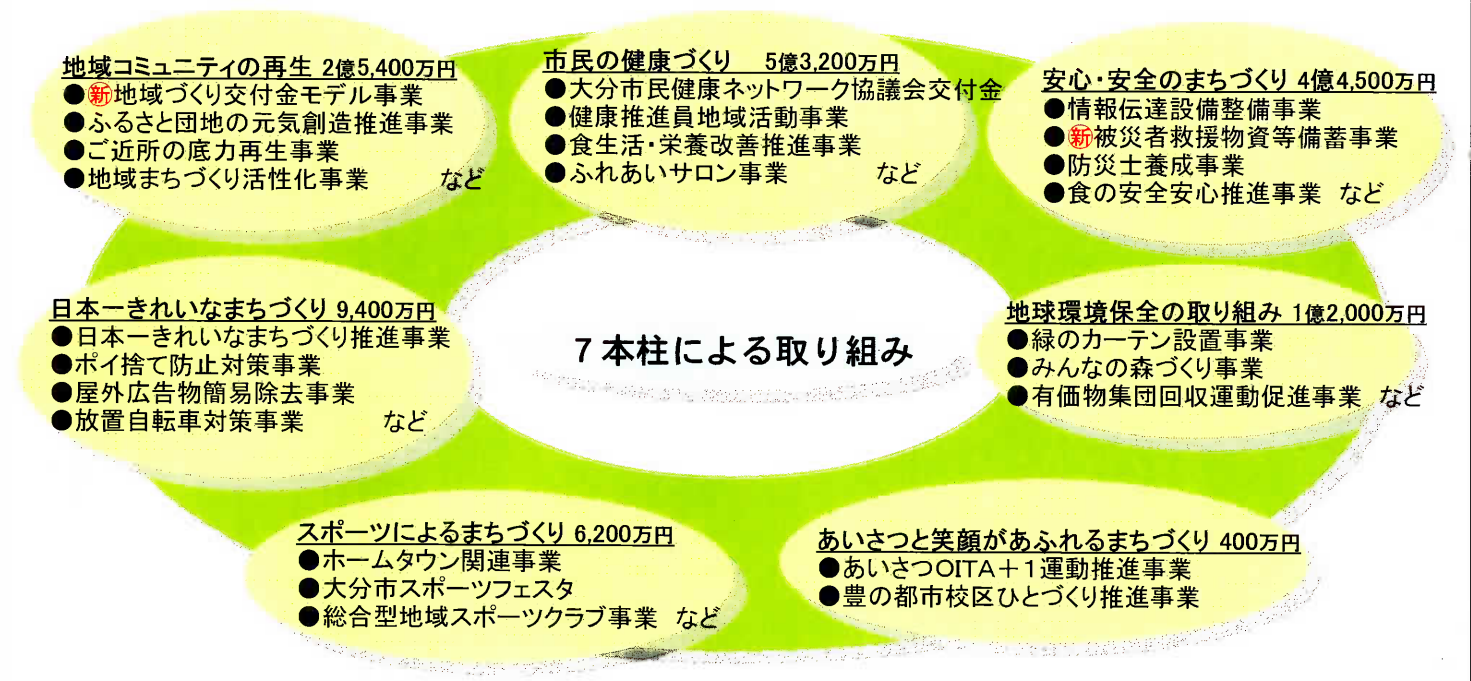 地域コミュニティの再生 2億5,400万円
●㊟地域づくり交付金モデル事業
●ふるさと団地の元気創造推進事業
●ご近所の底力再生事業
●地域まちづくり活性化事業 など
市民の健康づくり 5億3,200万円
●大分市民健康ネットワーク協議会交付金
●健康推進員地域活動事業
●食生活・栄養改善推進事業
●ふれあいサロン事業 など
安心・安全のまちづくり 4億4,500万円
●情報伝達設備整備事業
●新被災者救援物資等備蓄事業
●防災士養成事業
●食の安全安心推進事業 など
日本一きれいなまちづくり 9,400万円
●日本一きれいなまちづくり推進事業
●ポイ捨て防止対策事業
●屋外広告物簡易除去事業
●放置自転車対策事業 など
7本柱による取り組み
地球環境保全の取り組み 1億2,000万円
●緑のカーテン設置事業
●みんなの森づくり事業
●有価物集団回収運動促進事業 など
スポーツによるまちづくり 6,200万円
●ホームタウン関連事業
●大分市スポーツフェスタ
●総合型地域スポーツクラブ事業 など
あいさつと笑顔があふれるまちづくり 400万円
●あいさつOITA+1運動推進事業
●豊の都市校区ひとづくり推進事業